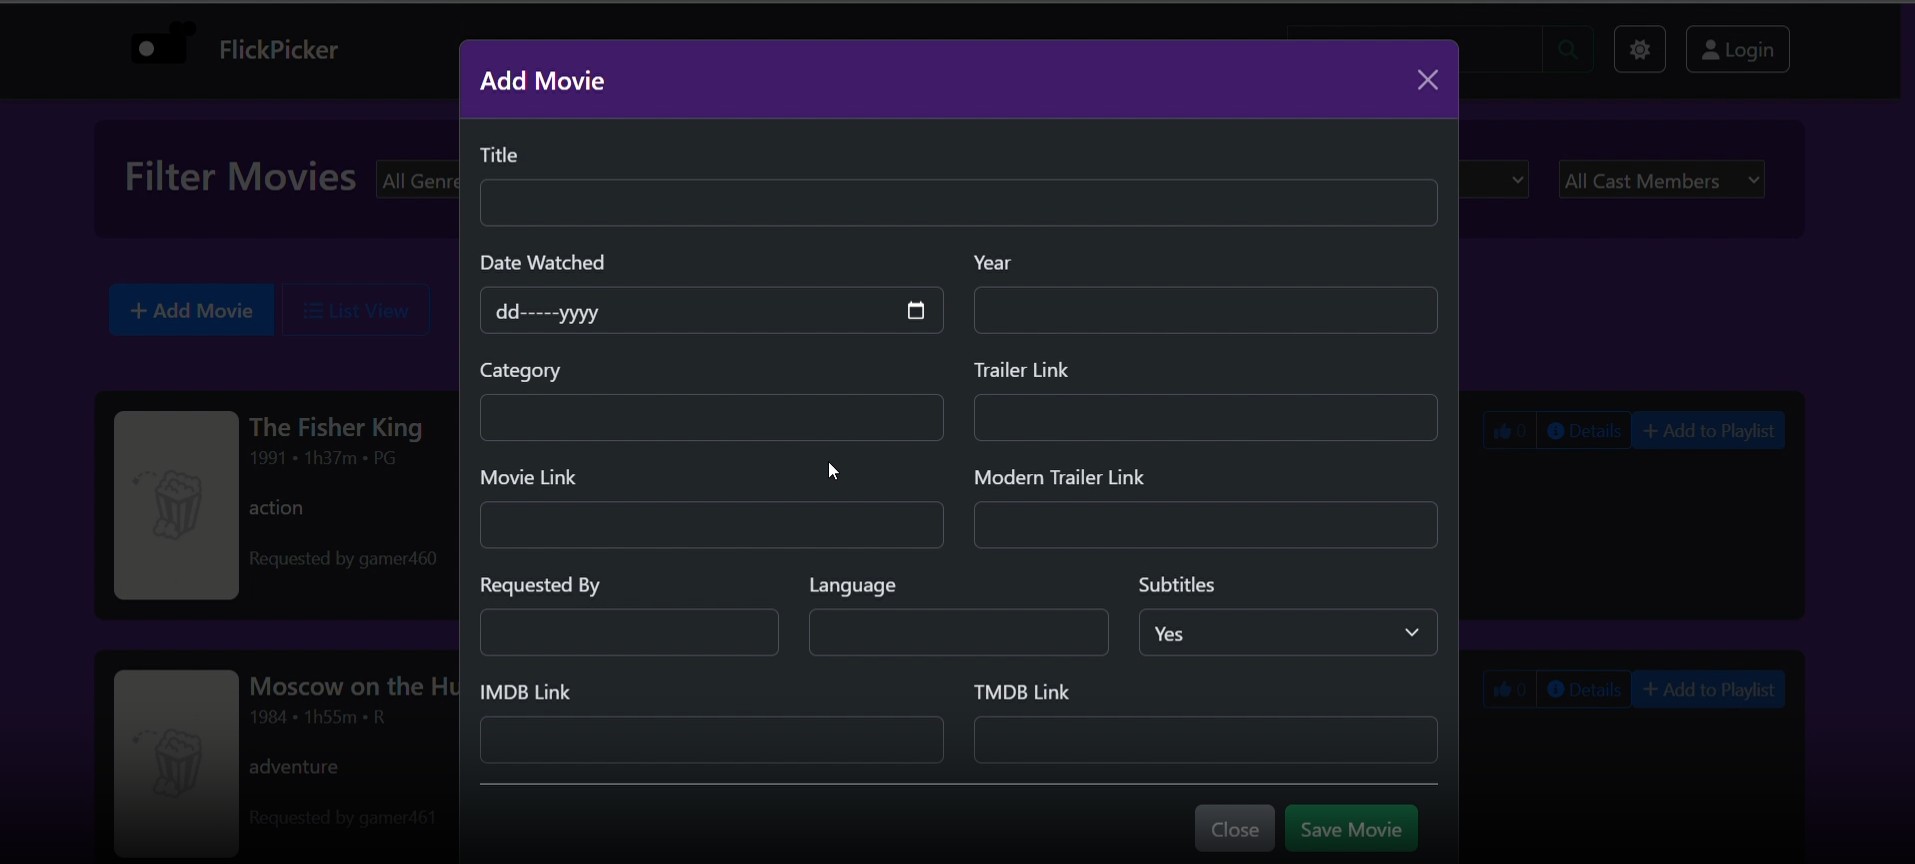 FlickPicker
Login
Add Movie
Filter Movies
All Genre
All Cast Members
+ Add Movie
List View
Title
Date Watched
Year
dd-----yyyy
Category
Trailer Link
Movie Link
Modern Trailer Link
Requested By
Language
Subtitles
Yes
IMDB Link
TMDB Link
Close
Save Movie
The Fisher King
1991 • 1h37m • PG
action
Requested by gamer460
0
Details
+ Add to Playlist
Moscow on the Hu
1984 • 1h55m • R
adventure
Requested by gamer461
0
Details
+ Add to Playlist